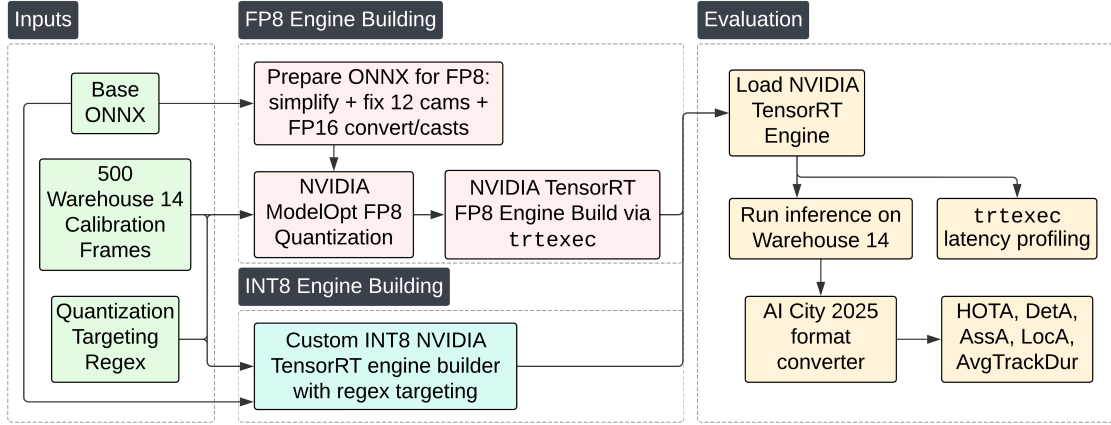 Inputs
Base
ONNX
500
Warehouse 14
Calibration
Frames
Quantization
Targeting
Regex
FP8 Engine Building
Prepare ONNX for FP8:
simplify + fix 12 cams +
FP16 convert/casts
NVIDIA
ModelOpt FP8
Quantization
NVIDIA TensorRT
FP8 Engine Build via
trtexec
INT8 Engine Building
Custom INT8 NVIDIA
TensorRT engine builder
with regex targeting
Evaluation
Load NVIDIA
TensorRT
Engine
Run inference on
Warehouse 14
trtexec
latency profiling
AI City 2025
format
converter
HOTA, DetA,
AssA, LocA,
AvgTrackDur